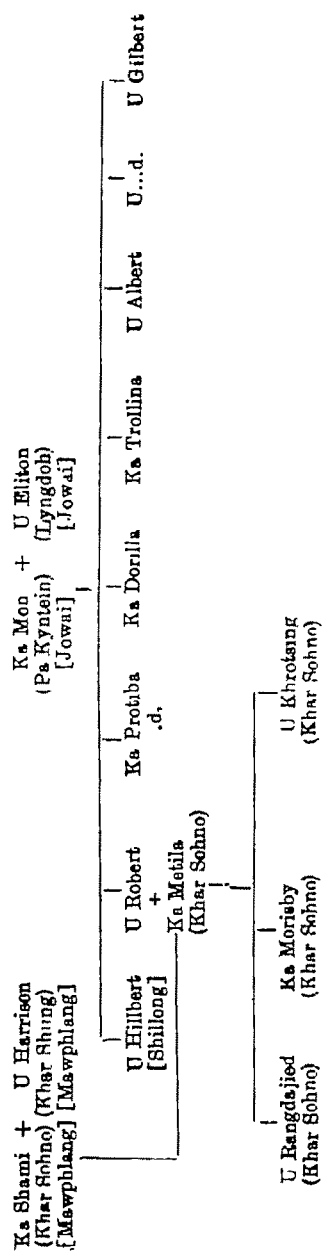 Ka Shami + U Harrison
(Khar Sohno) (Khar Shung)
[Mawphlang] [Mawphlang]
Ka Mon + U Eliton
(Pa Kyntein) (Lyngdoh)
[Jowai] [Jowai]
U Hillbert
[Shillong]
U Robert
+
Ka Metila
(Khar Sohno)
Ka Protiba
.d.
Ka Dorilla
Ka Trollina
U Albert
U...d.
U Gilbert
U Rangdajied
(Khar Sohno)
Ka Morisby
(Khar Sohno)
U Khrotsing
(Khar Sohno)